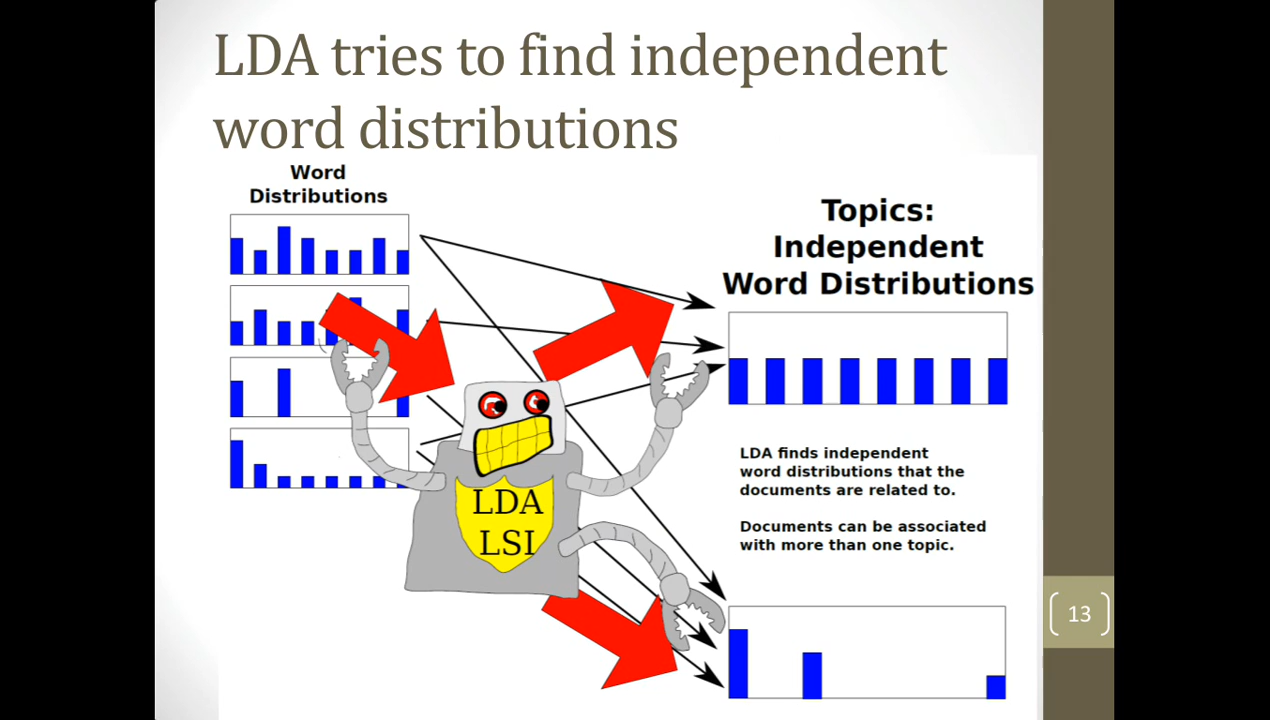 LDA tries to find independent
word distributions
Word
Distributions
Topics:
Independent
Word Distributions
LDA finds independent
word distributions that the
documents are related to.
Documents can be associated
with more than one topic.
LDA
LSI
13